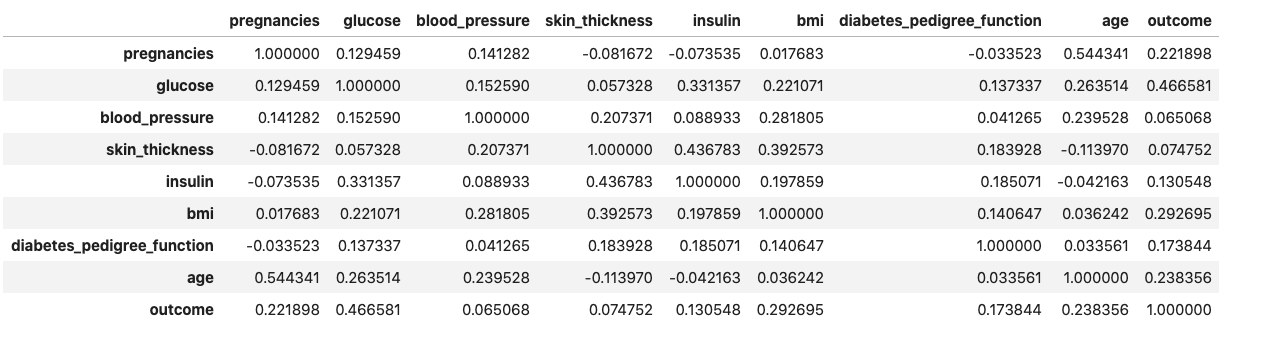 pregnancies glucose blood_pressure skin_thickness insulin bmi diabetes_pedigree_function age outcome
pregnancies 1.000000 0.129459 0.141282 -0.081672 -0.073535 0.017683 -0.033523 0.544341 0.221898
glucose 0.129459 1.000000 0.152590 0.057328 0.331357 0.221071 0.137337 0.263514 0.466581
blood_pressure 0.141282 0.152590 1.000000 0.207371 0.088933 0.281805 0.041265 0.239528 0.065068
skin_thickness -0.081672 0.057328 0.207371 1.000000 0.436783 0.392573 0.183928 -0.113970 0.074752
insulin -0.073535 0.331357 0.088933 0.436783 1.000000 0.197859 0.185071 -0.042163 0.130548
bmi 0.017683 0.221071 0.281805 0.392573 0.197859 1.000000 0.140647 0.036242 0.292695
diabetes_pedigree_function -0.033523 0.137337 0.041265 0.183928 0.185071 0.140647 1.000000 0.033561 0.173844
age 0.544341 0.263514 0.239528 -0.113970 -0.042163 0.036242 0.033561 1.000000 0.238356
outcome 0.221898 0.466581 0.065068 0.074752 0.130548 0.292695 0.173844 0.238356 1.000000